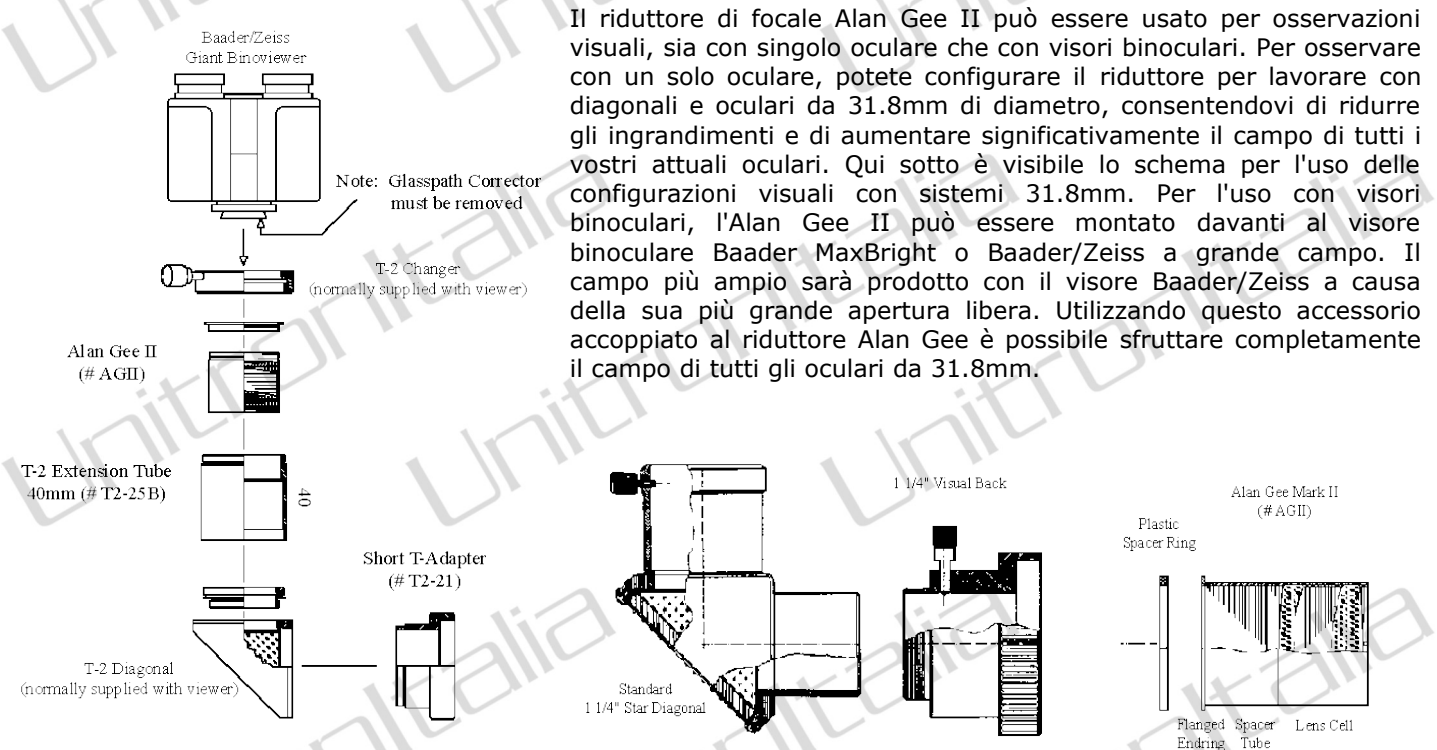 Il riduttore di focale Alan Gee II può essere usato per osservazioni
visuali, sia con singolo oculare che con visori binoculari. Per osservare
con un solo oculare, potete configurare il riduttore per lavorare con
diagonali e oculari da 31.8mm di diametro, consentendovi di ridurre
gli ingrandimenti e di aumentare significativamente il campo di tutti i
vostri attuali oculari. Qui sotto è visibile lo schema per l'uso delle
configurazioni visuali con sistemi 31.8mm. Per l'uso con visori
binoculari, l'Alan Gee II può essere montato davanti al visore
binoculare Baader MaxBright o Baader/Zeiss a grande campo. Il
campo più ampio sarà prodotto con il visore Baader/Zeiss a causa
della sua più grande apertura libera. Utilizzando questo accessorio
accoppiato al riduttore Alan Gee è possibile sfruttare completamente
il campo di tutti gli oculari da 31.8mm.
Baader/Zeiss
Giant Binoviewer
Note: Glasspath Corrector
must be removed
T-2 Changer
(normally supplied with viewer)
Alan Gee II
(# AGII)
T-2 Extension Tube
40mm (# T2-25B)
40
Short T-Adapter
(# T2-21)
T-2 Diagonal
(normally supplied with viewer)
Standard
1 1/4" Star Diagonal
1 1/4" Visual Back
Alan Gee Mark II
(# AGII)
Plastic
Spacer Ring
Flanged Endring
Spacer Tube
Lens Cell
Unitronitalia